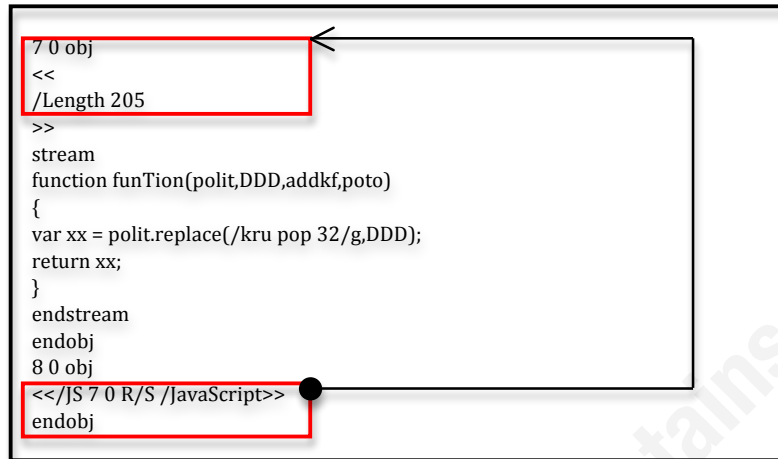 7 0 obj
<<
/Length 205
>>
stream
function funTion(polit,DDD,addkf,poto)
{
var xx = polit.replace(/kru pop 32/g,DDD);
return xx;
}
endstream
endobj
8 0 obj
<</JS 7 0 R/S /JavaScript>>
endobj
tains